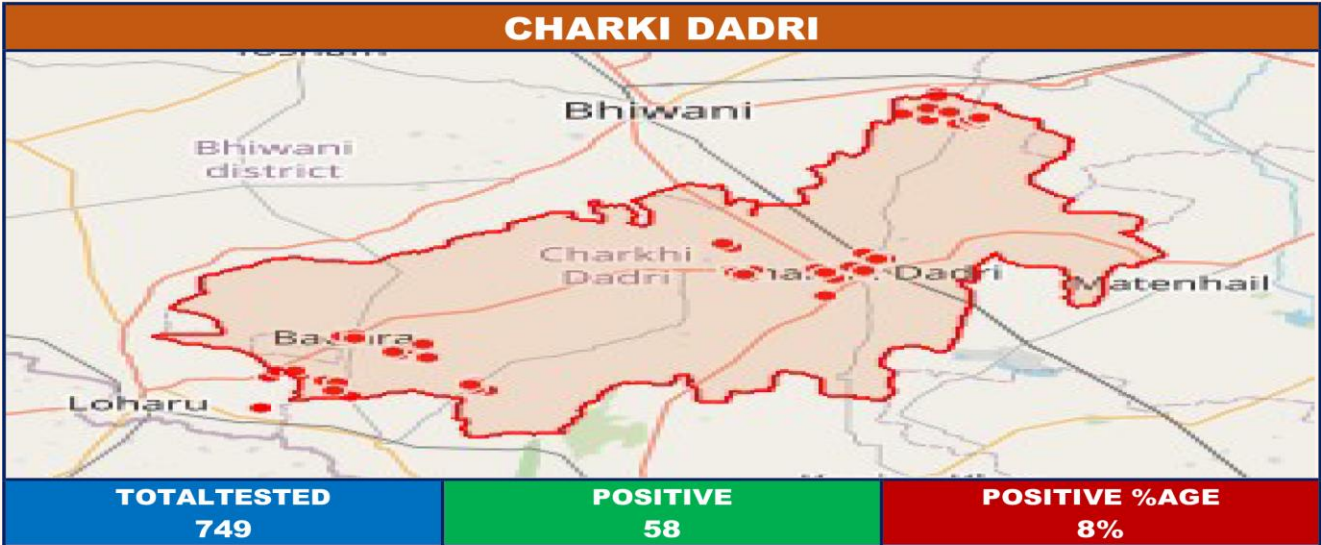 CHARKI DADRI
Bhiwani
Bhiwani
district
Charkhi
Dadri
Dadri
Matenhail
Loharu
TOTALTESTED
749
POSITIVE
58
POSITIVE %AGE
8%